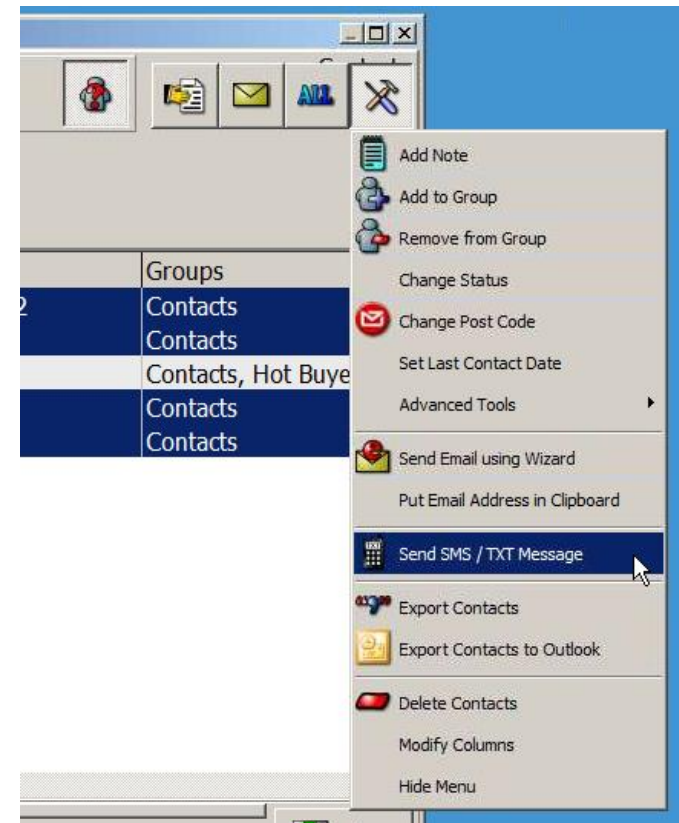 ALL
Add Note
Add to Group
Remove from Group
Change Status
Change Post Code
Set Last Contact Date
Advanced Tools
Send Email using Wizard
Put Email Address in Clipboard
Send SMS / TXT Message
Export Contacts
Export Contacts to Outlook
Delete Contacts
Modify Columns
Hide Menu
Groups
2 Contacts
Contacts
Contacts, Hot Buye
Contacts
Contacts